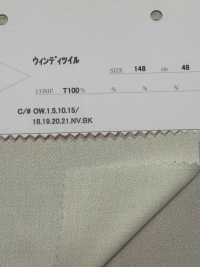 ウィンディツイル
SIZE 148 cm 48
COMP. T100% % % %
C/# OW.1.5.10.15/
18.19.20.21.NV.BK